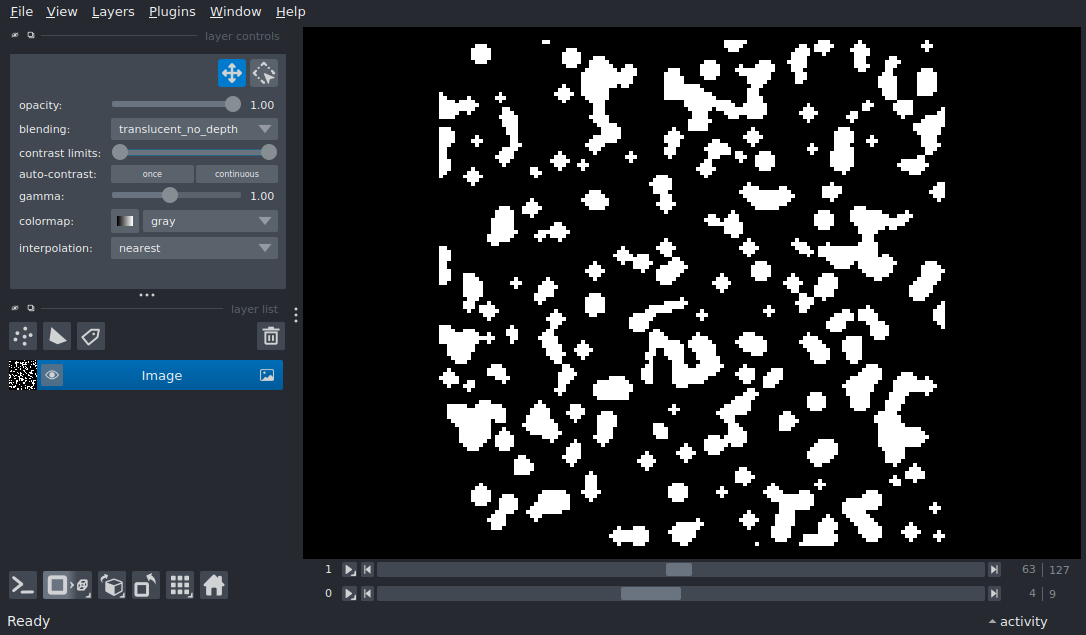 File View Layers Plugins Window Help
layer controls
opacity: 1.00
blending: translucent_no_depth
contrast limits:
auto-contrast: once continuous
gamma: 1.00
colormap: gray
interpolation: nearest
layer list
Image
1 63 127
0 4 9
Ready activity